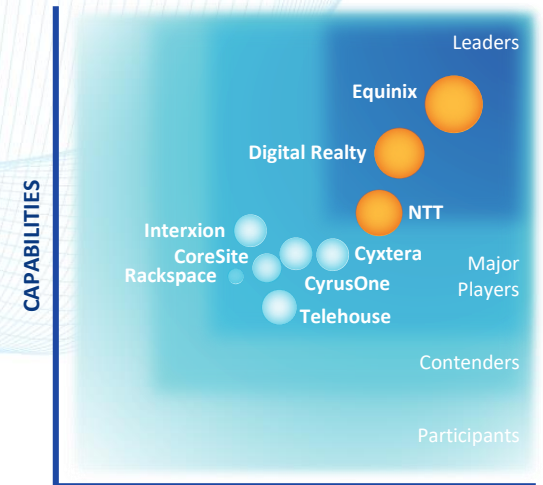 Leaders
Equinix
Digital Realty
NTT
Interxion
CoreSite
Cyxtera
Rackspace
CyrusOne
Major
Players
Telehouse
Contenders
Participants
CAPABILITIES